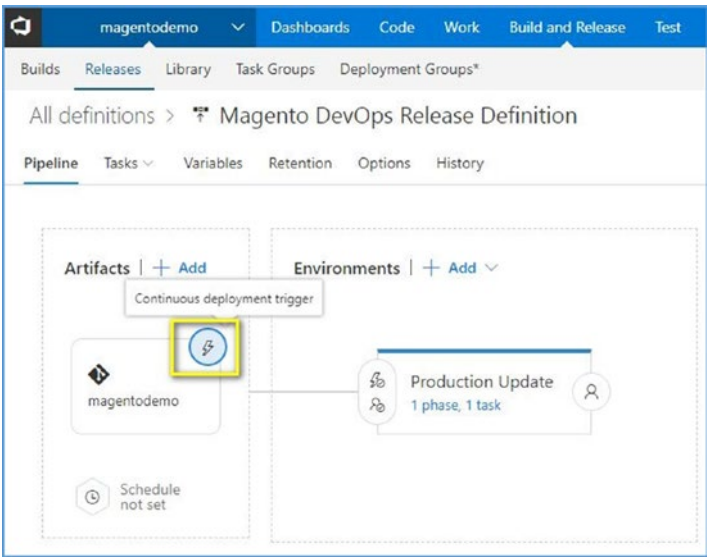 magentodemo Dashboards Code Work Build and Release Test
Builds Releases Library Task Groups Deployment Groups*
All definitions > Magento DevOps Release Definition
Pipeline Tasks Variables Retention Options History
Artifacts | + Add Environments | + Add
Continuous deployment trigger
Production Update
magentodemo 1 phase, 1 task
Schedule
not set